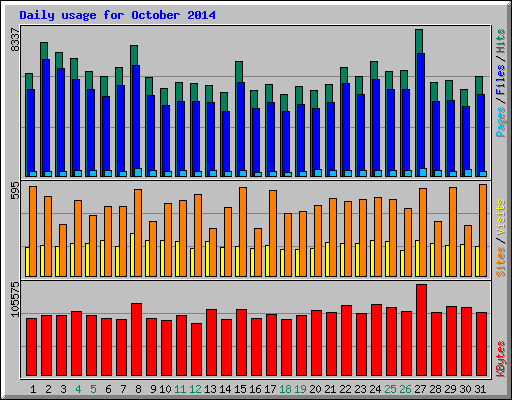 Daily usage for October 2014
8337
Pages / Files / Hits
595
Sites / Visits
105575
KBytes
1 2 3 4 5 6 7 8 9 10 11 12 13 14 15 16 17 18 19 20 21 22 23 24 25 26 27 28 29 30 31